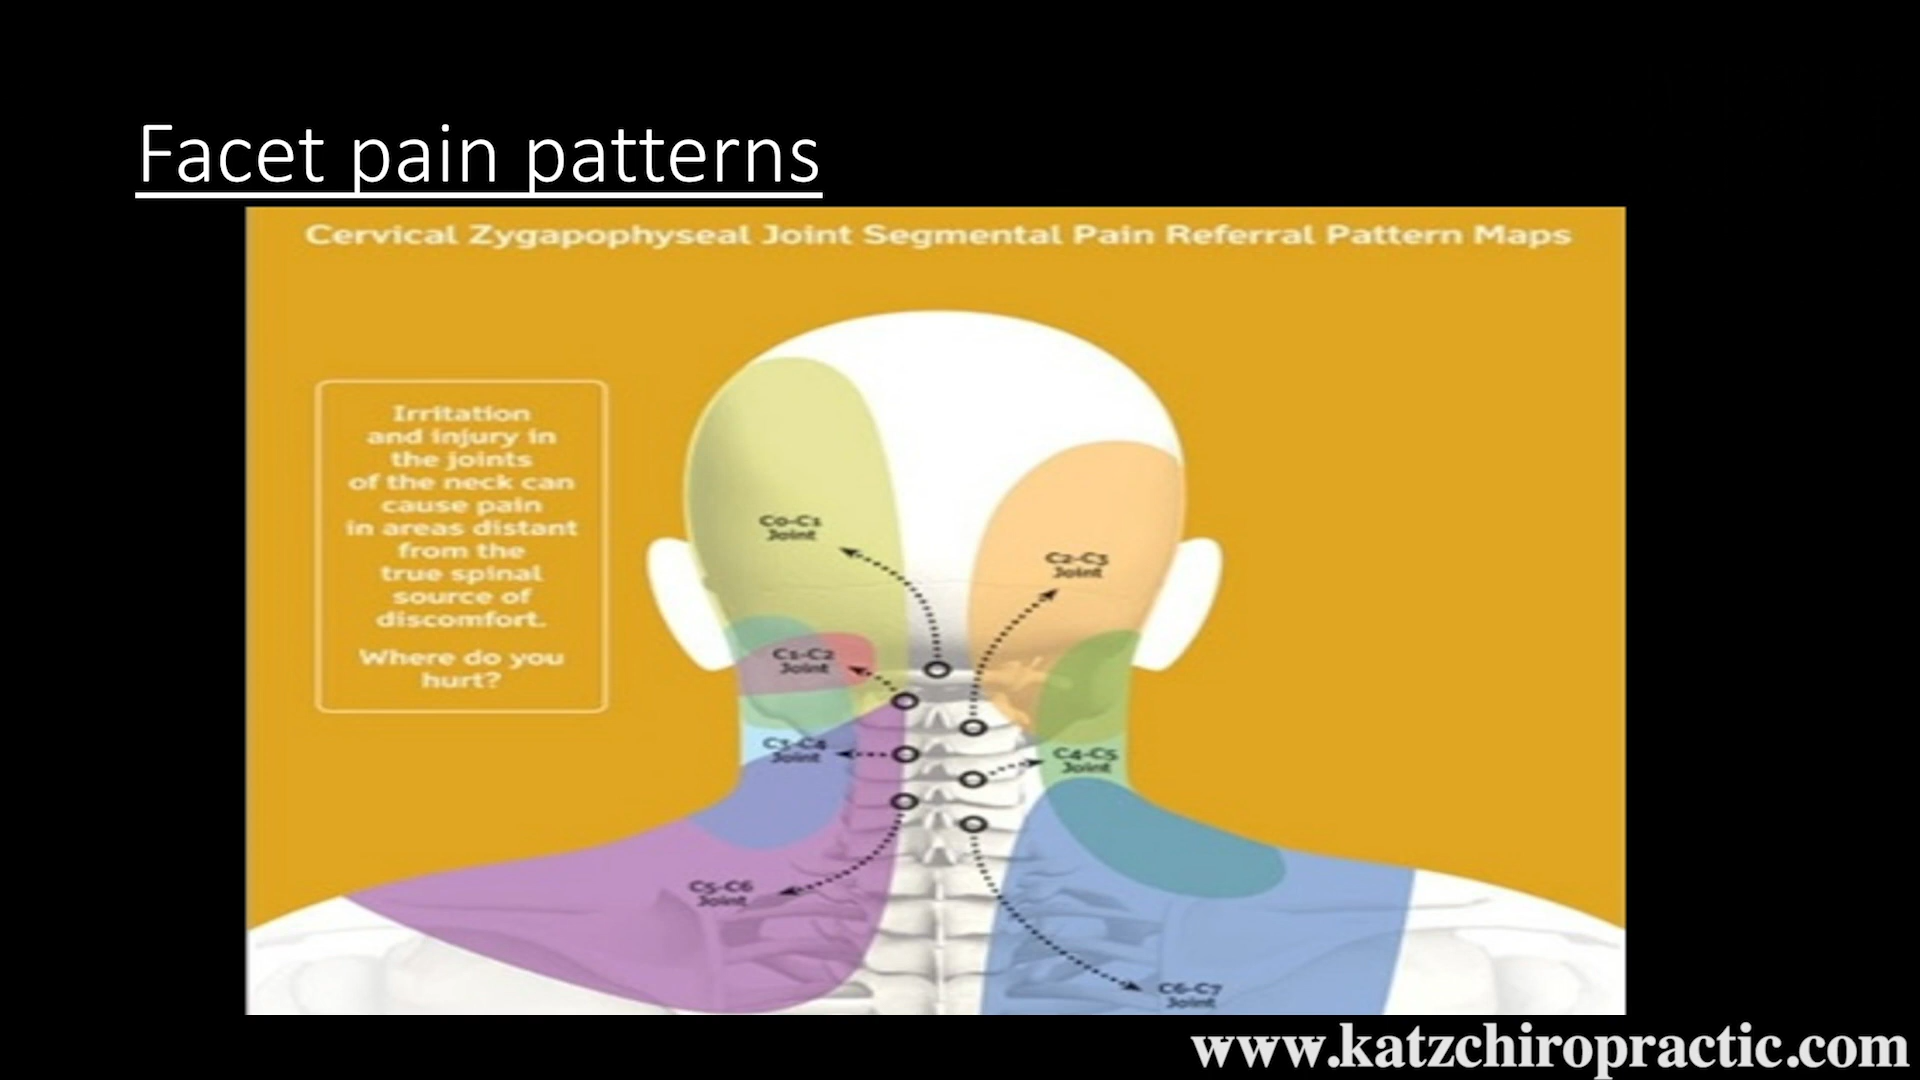 Facet pain patterns
Cervical Zygapophyseal Joint Segmental Pain Referral Pattern Maps
Irritation
and injury in
the joints
of the neck can
cause pain
in areas distant
from the
true spinal
source of
discomfort.
Where do you
hurt?
C0-C1
Joint
C2-C3
Joint
C1-C2
Joint
C3-C4
Joint
C4-C5
Joint
C5-C6
Joint
C6-C7
Joint
www.katzchiropractic.com